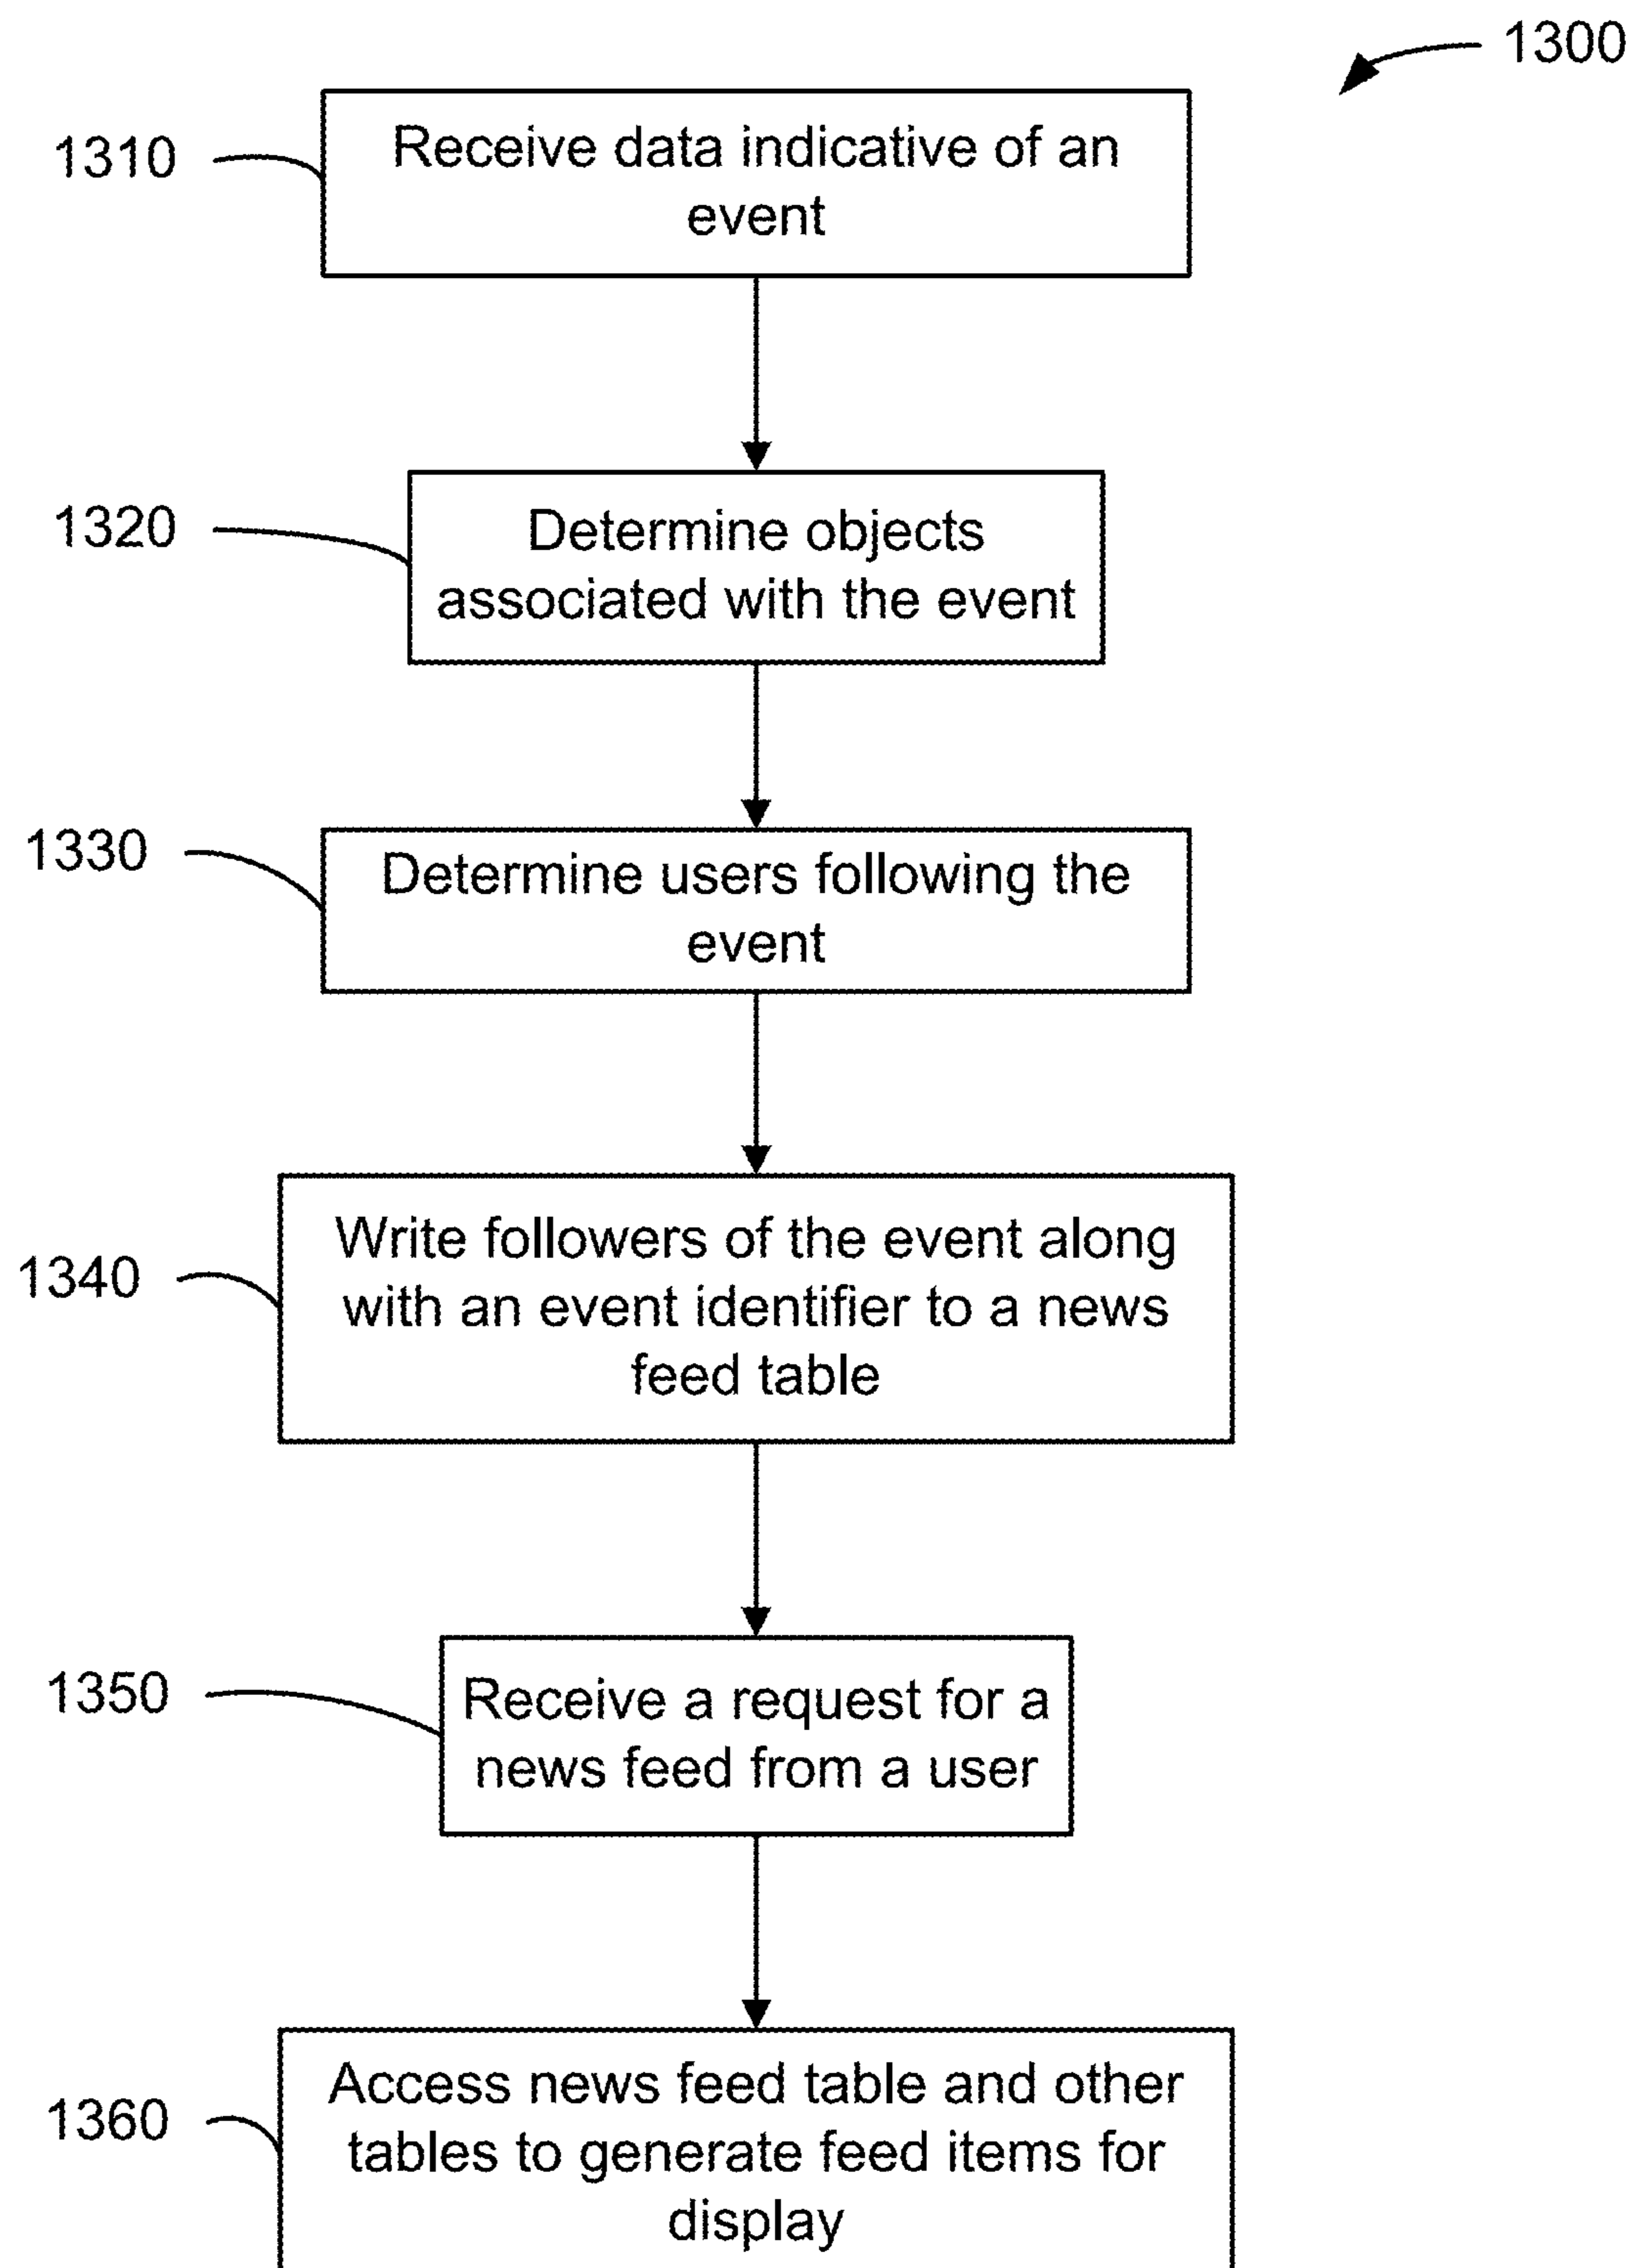 1300
1310
Receive data indicative of an
event
1320
Determine objects
associated with the event
1330
Determine users following the
event
1340
Write followers of the event along
with an event identifier to a news
feed table
1350
Receive a request for a
news feed from a user
1360
Access news feed table and other
tables to generate feed items for
display